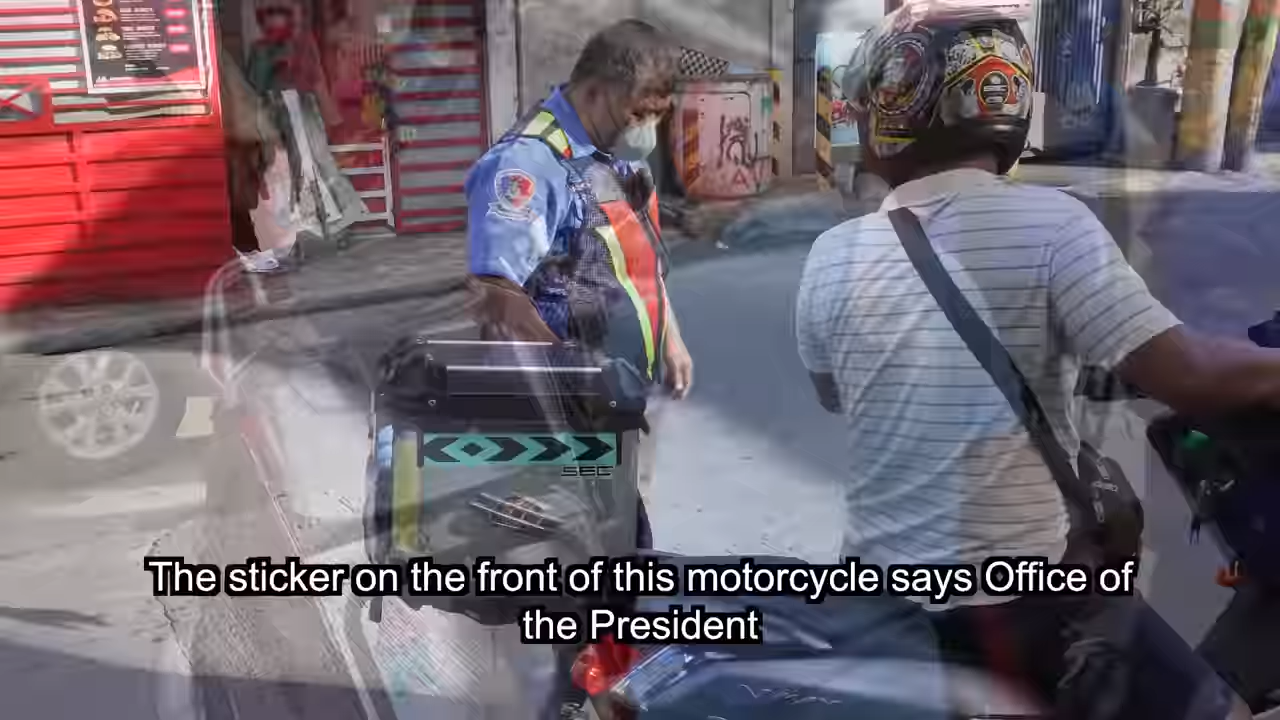 SEC
The sticker on the front of this motorcycle says Office of
the President